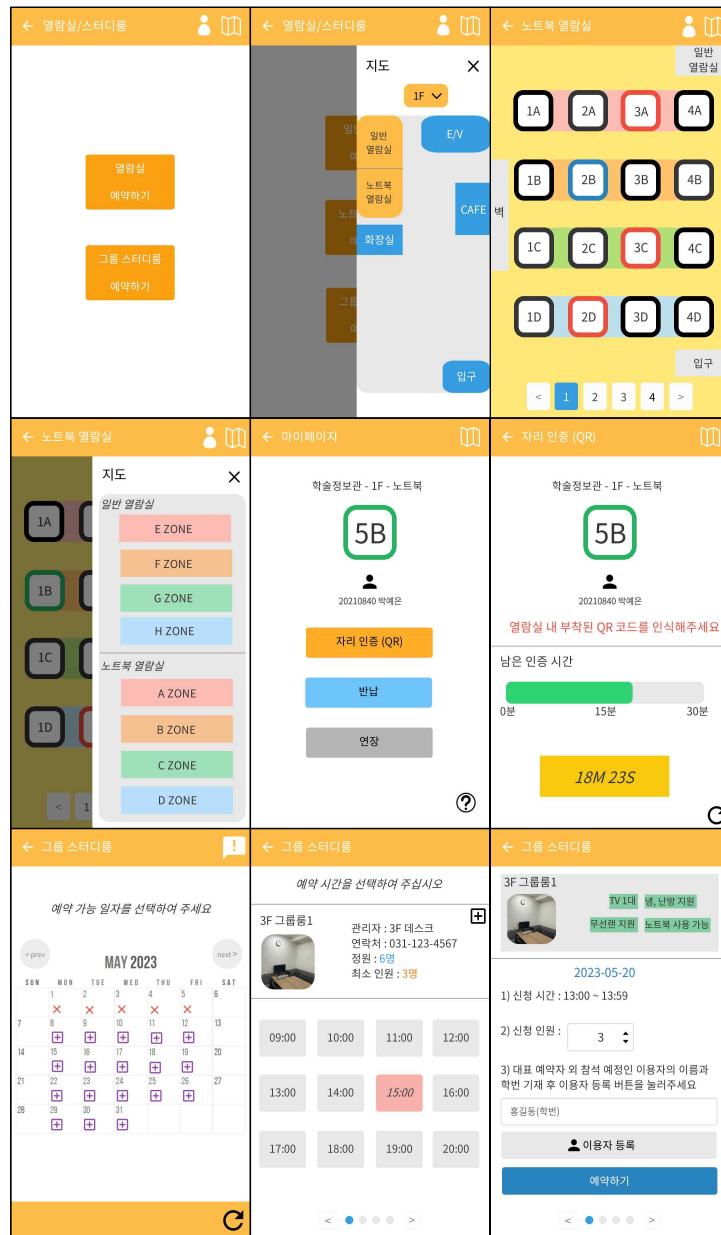 ← 열람실/스터디룸
열람실
예약하기
그룹 스터디룸
예약하기
← 열람실/스터디룸
지도 ×
1F
일반
열람실
E/V
노트북
열람실
CAFE
화장실
입구
← 노트북 열람실
일반
열람실
1A 2A 3A 4A
1B 2B 3B 4B
벽
1C 2C 3C 4C
1D 2D 3D 4D
입구
< 1 2 3 4 >
← 노트북 열람실
지도 ×
일반 열람실
1A
E ZONE
F ZONE
1B
G ZONE
H ZONE
1C
노트북 열람실
A ZONE
1D
B ZONE
C ZONE
D ZONE
< 1
← 마이페이지
학술정보관 - 1F - 노트북
5B
20210840 박예은
자리 인증 (QR)
반납
연장
?
← 자리 인증 (QR)
학술정보관 - 1F - 노트북
5B
20210840 박예은
열람실 내 부착된 QR 코드를 인식해주세요
남은 인증 시간
0분 15분 30분
18M 23S
← 그룹 스터디룸
예약 가능 일자를 선택하여 주세요
< prev MAY 2023 next >
SUN MON TUE WED THU FRI SAT
1 2 3 4 5 6
7 8 9 10 11 12 13
14 15 16 17 18 19 20
21 22 23 24 25 26 27
28 29 30 31
← 그룹 스터디룸
예약 시간을 선택하여 주십시오
3F 그룹룸1
관리자 : 3F 데스크
연락처 : 031-123-4567
정원 : 6명
최소 인원 : 3명
09:00 10:00 11:00 12:00
13:00 14:00 15:00 16:00
17:00 18:00 19:00 20:00
< >
← 그룹 스터디룸
3F 그룹룸1
TV 1대 냉, 난방 지원
무선랜 지원 노트북 사용 가능
2023-05-20
1) 신청 시간 : 13:00 ~ 13:59
2) 신청 인원 : 3
3) 대표 예약자 외 참석 예정인 이용자의 이름과
학번 기재 후 이용자 등록 버튼을 눌러주세요
홍길동(학번)
이용자 등록
예약하기
< >